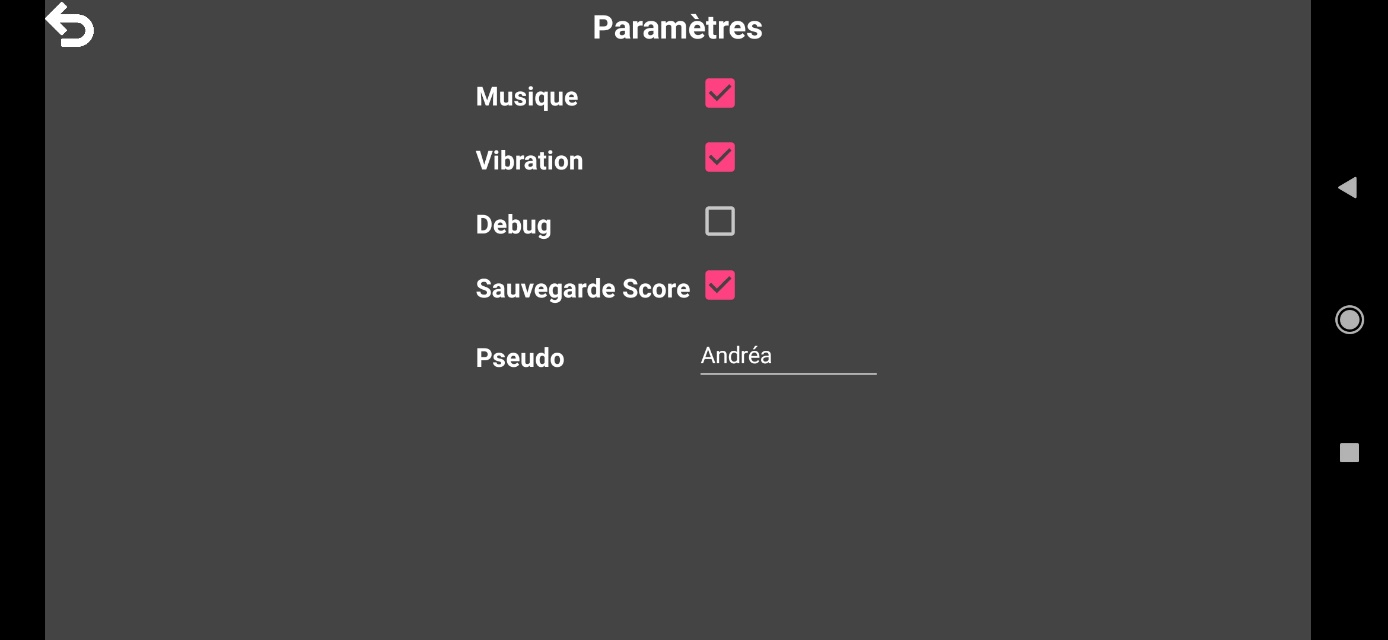 Paramètres
Musique
Vibration
Debug
Sauvegarde Score
Pseudo Andréa